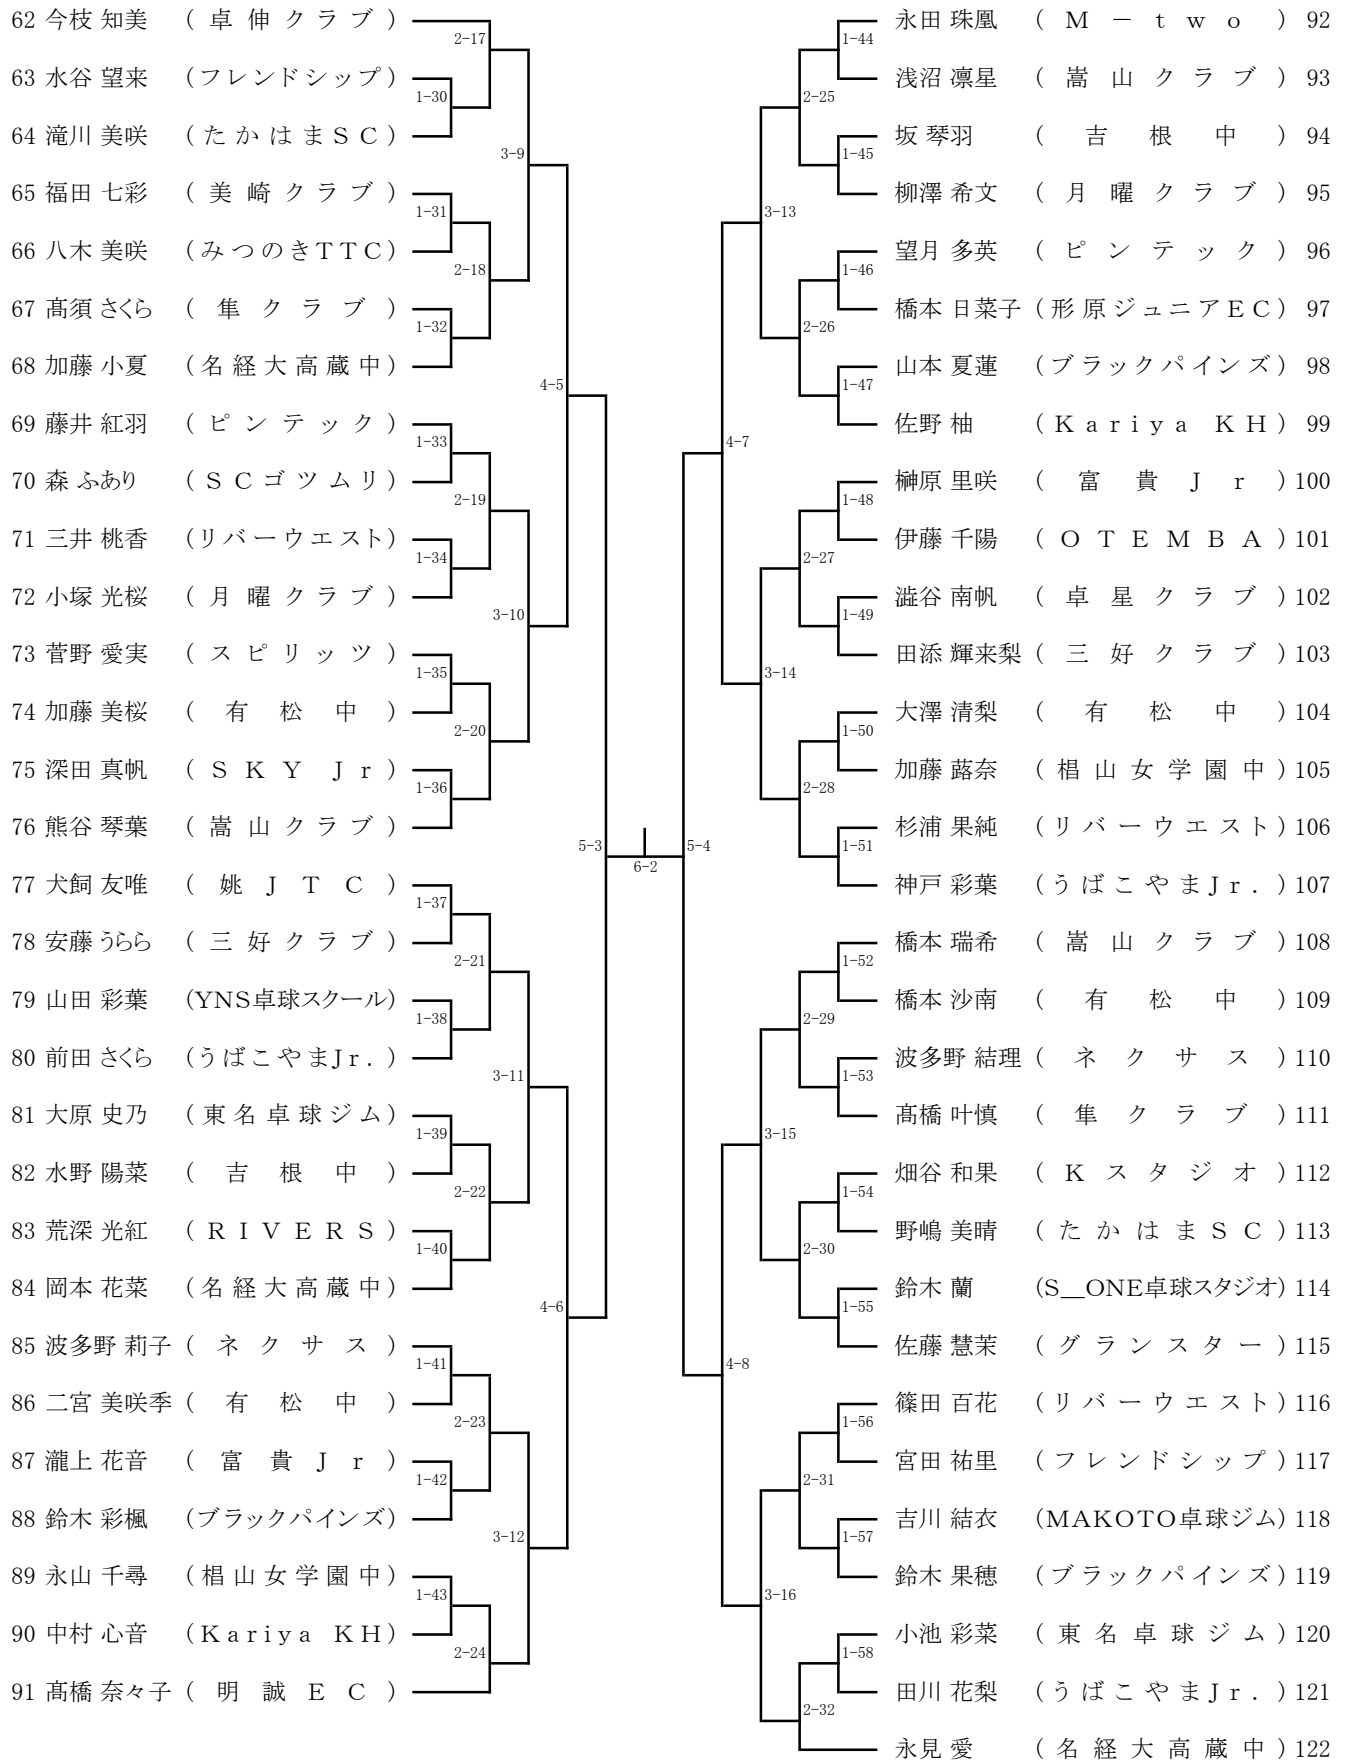 62 今枝 知美 (卓伸クラブ)
63 水谷 望来 (フレンドシップ)
64 滝川 美咲 (たかはまSC)
65 福田 七彩 (美崎クラブ)
66 八木 美咲 (みつのきTTC)
67 髙須 さくら (隼クラブ)
68 加藤 小夏 (名経大高蔵中)
69 藤井 紅羽 (ピンテック)
70 森 ふあり (SCゴツムリ)
71 三井 桃香 (リバーウエスト)
72 小塚 光桜 (月曜クラブ)
73 菅野 愛実 (スピリッツ)
74 加藤 美桜 (有松中)
75 深田 真帆 (SKY Jr)
76 熊谷 琴葉 (嵩山クラブ)
77 犬飼 友唯 (姚JTC)
78 安藤 うらら (三好クラブ)
79 山田 彩葉 (YNS卓球スクール)
80 前田 さくら (うばこやまJr.)
81 大原 史乃 (東名卓球ジム)
82 水野 陽菜 (吉根中)
83 荒深 光紅 (RIVERS)
84 岡本 花菜 (名経大高蔵中)
85 波多野 莉子 (ネクサス)
86 二宮 美咲季 (有松中)
87 瀧上 花音 (富貴Jr)
88 鈴木 彩楓 (ブラックパインズ)
89 永山 千尋 (椙山女学園中)
90 中村 心音 (Kariya KH)
91 髙橋 奈々子 (明誠EC)
2-17
1-30
3-9
1-31
2-18
1-32
4-5
1-33
2-19
1-34
3-10
1-35
2-20
1-36
5-3
1-37
2-21
1-38
3-11
1-39
2-22
1-40
4-6
1-41
2-23
1-42
3-12
1-43
2-24
6-2
5-4
1-44
2-25
1-45
3-13
1-46
2-26
1-47
4-7
1-48
2-27
1-49
3-14
1-50
2-28
1-51
1-52
2-29
1-53
3-15
1-54
2-30
1-55
4-8
1-56
2-31
1-57
3-16
1-58
2-32
永田 珠凰 (M－two) 92
浅沼 凛星 (嵩山クラブ) 93
坂 琴羽 (吉根中) 94
柳澤 希文 (月曜クラブ) 95
望月 多英 (ピンテック) 96
橋本 日菜子 (形原ジュニアEC) 97
山本 夏蓮 (ブラックパインズ) 98
佐野 柚 (Kariya KH) 99
榊原 里咲 (富貴Jr) 100
伊藤 千陽 (OTEMBA) 101
澁谷 南帆 (卓星クラブ) 102
田添 輝来梨 (三好クラブ) 103
大澤 清梨 (有松中) 104
加藤 蕗奈 (椙山女学園中) 105
杉浦 果純 (リバーウエスト) 106
神戸 彩葉 (うばこやまJr.) 107
橋本 瑞希 (嵩山クラブ) 108
橋本 沙南 (有松中) 109
波多野 結理 (ネクサス) 110
髙橋 叶慎 (隼クラブ) 111
畑谷 和果 (Kスタジオ) 112
野嶋 美晴 (たかはまSC) 113
鈴木 蘭 (S__ONE卓球スタジオ) 114
佐藤 慧茉 (グランスター) 115
篠田 百花 (リバーウエスト) 116
宮田 祐里 (フレンドシップ) 117
吉川 結衣 (MAKOTO卓球ジム) 118
鈴木 果穂 (ブラックパインズ) 119
小池 彩菜 (東名卓球ジム) 120
田川 花梨 (うばこやまJr.) 121
永見 愛 (名経大高蔵中) 122